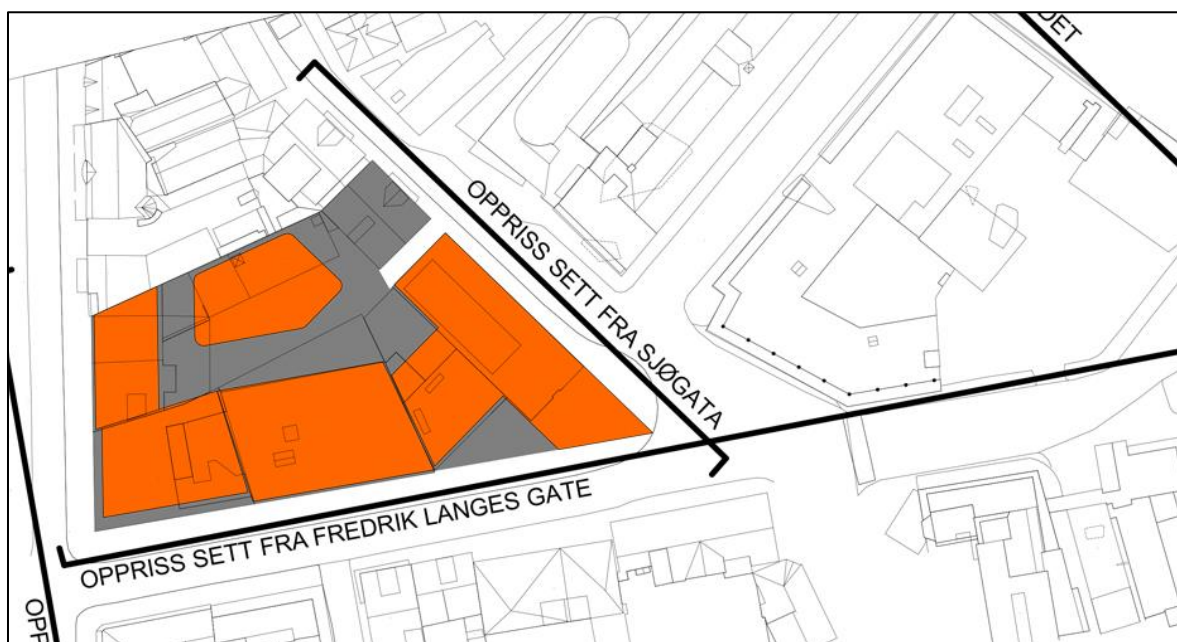 DET
OPPRISS SETT FRA SJØGATA
OPPRISS SETT FRA FREDRIK LANGES GATE
OPP